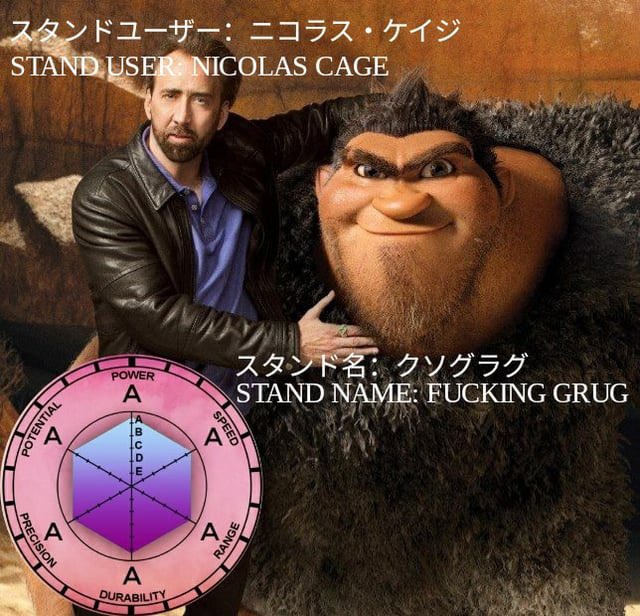 スタンドユーザー：ニコラス・ケイジ
STAND USER: NICOLAS CAGE
スタンド名：クソグラグ
STAND NAME: FUCKING GRUG
POWER
A
SPEED
A
RANGE
A
DURABILITY
A
PRECISION
A
POTENTIAL
A
A
B
C
D
E